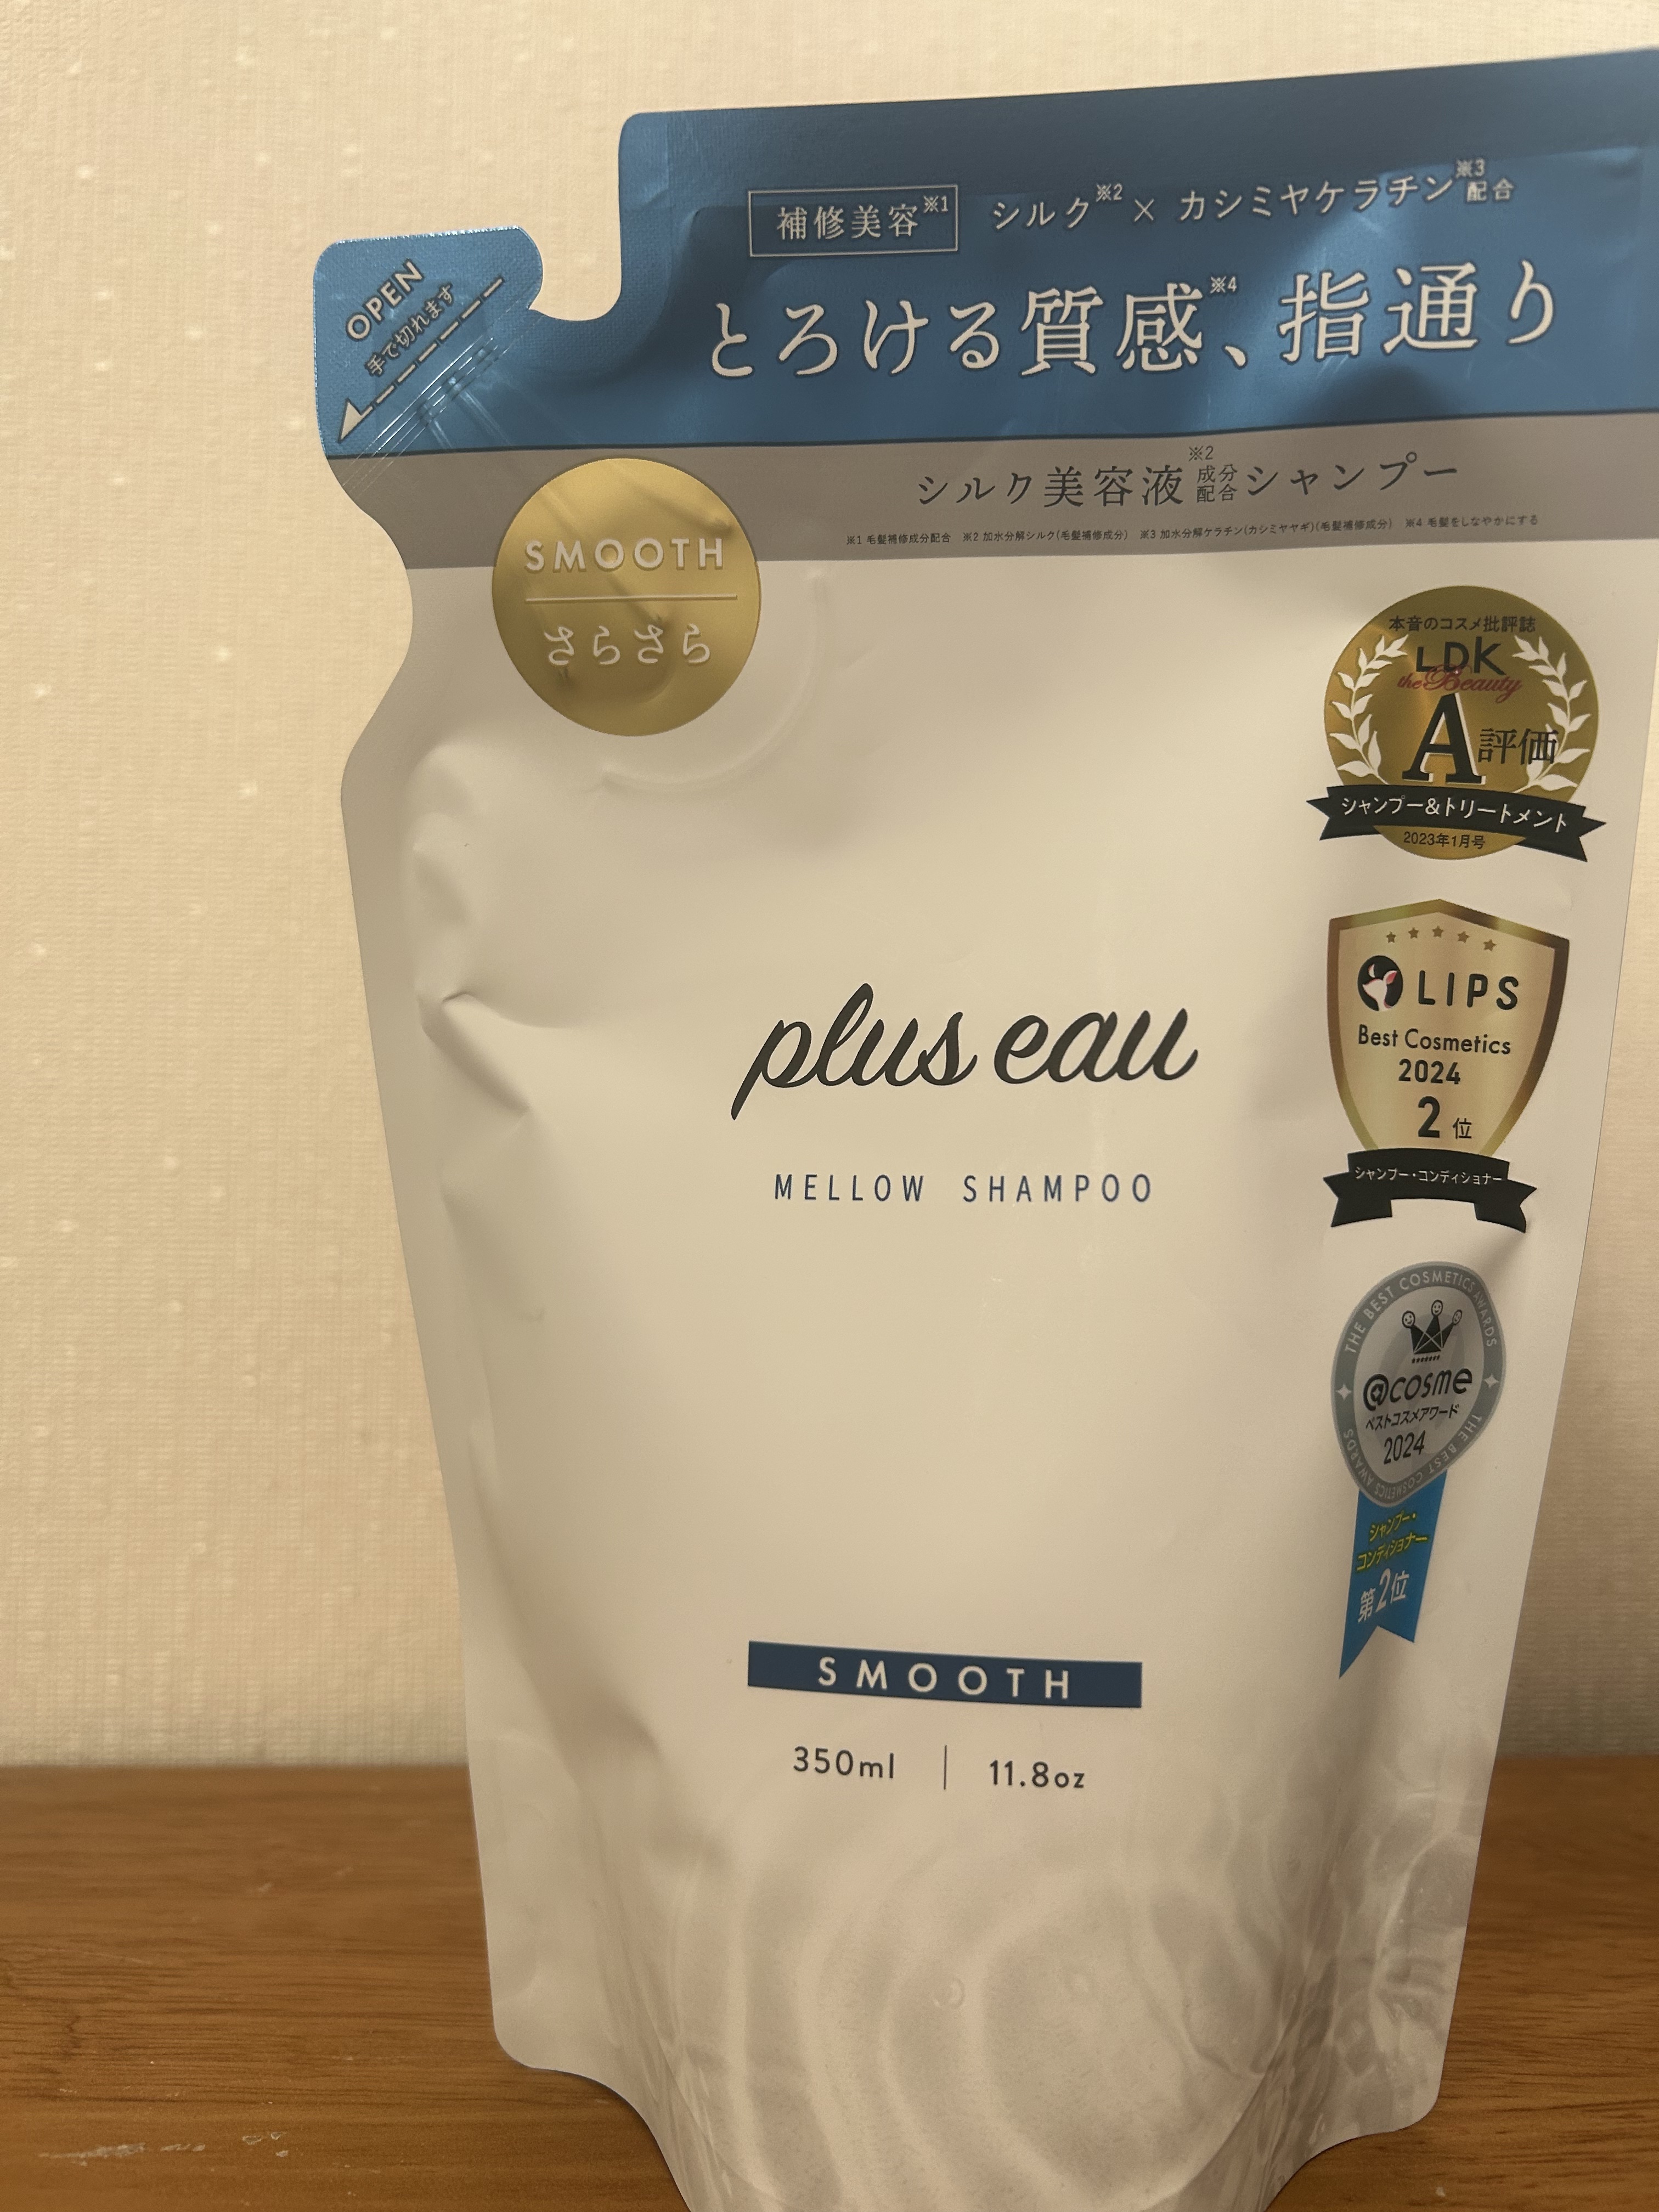 補修美容※1 シルク※2 × カシミヤケラチン※3配合
とろける質感※4、指通り
OPEN
手で切れます
シルク美容液※2成分配合シャンプー
※1 毛髪補修成分配合 ※2 加水分解シルク(毛髪補修成分) ※3 加水分解ケラチン(カシミヤヤギ)(毛髪補修成分) ※4 毛髪をしなやかにする
SMOOTH
さらさら
本音のコスメ批評誌
LDK
the Beauty
A評価
シャンプー&トリートメント
2023年1月号
LIPS
Best Cosmetics
2024
2位
シャンプー・コンディショナー
plus eau
MELLOW SHAMPOO
THE BEST COSMETICS AWARDS
@cosme
ベストコスメアワード
2024
THE BEST COSMETICS AWARDS
シャンプー・
コンディショナー
第2位
SMOOTH
350ml | 11.8oz